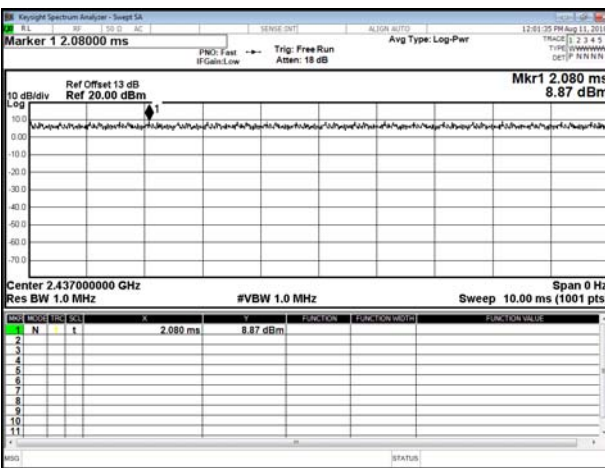 Keysight Spectrum Analyzer - Swept SA
RL RF 50 Ω AC SENSE:INT ALIGN AUTO 12:01:35 PM Aug 11,
Marker 1 2.08000 ms Avg Type: Log-Pwr TRACE 1 2 3 4 5
PNO: Fast Trig: Free Run TYPE
IFGain:Low Atten: 18 dB DET P N N N N
Mkr1 2.080 ms
Ref Offset 13 dB
10 dB/div Ref 20.00 dBm 8.87 dBm
Log
1
10.0
0.00
-10.0
-20.0
-30.0
-40.0
-50.0
-60.0
-70.0
Center 2.437000000 GHz Span 0 Hz
Res BW 1.0 MHz #VBW 1.0 MHz Sweep 10.00 ms (1001 pts
MKR MODE TRC SCL X Y FUNCTION FUNCTION WIDTH FUNCTION VALUE
1 N 1 t 2.080 ms 8.87 dBm
2
3
4
5
6
7
8
9
10
11
MSG STATUS